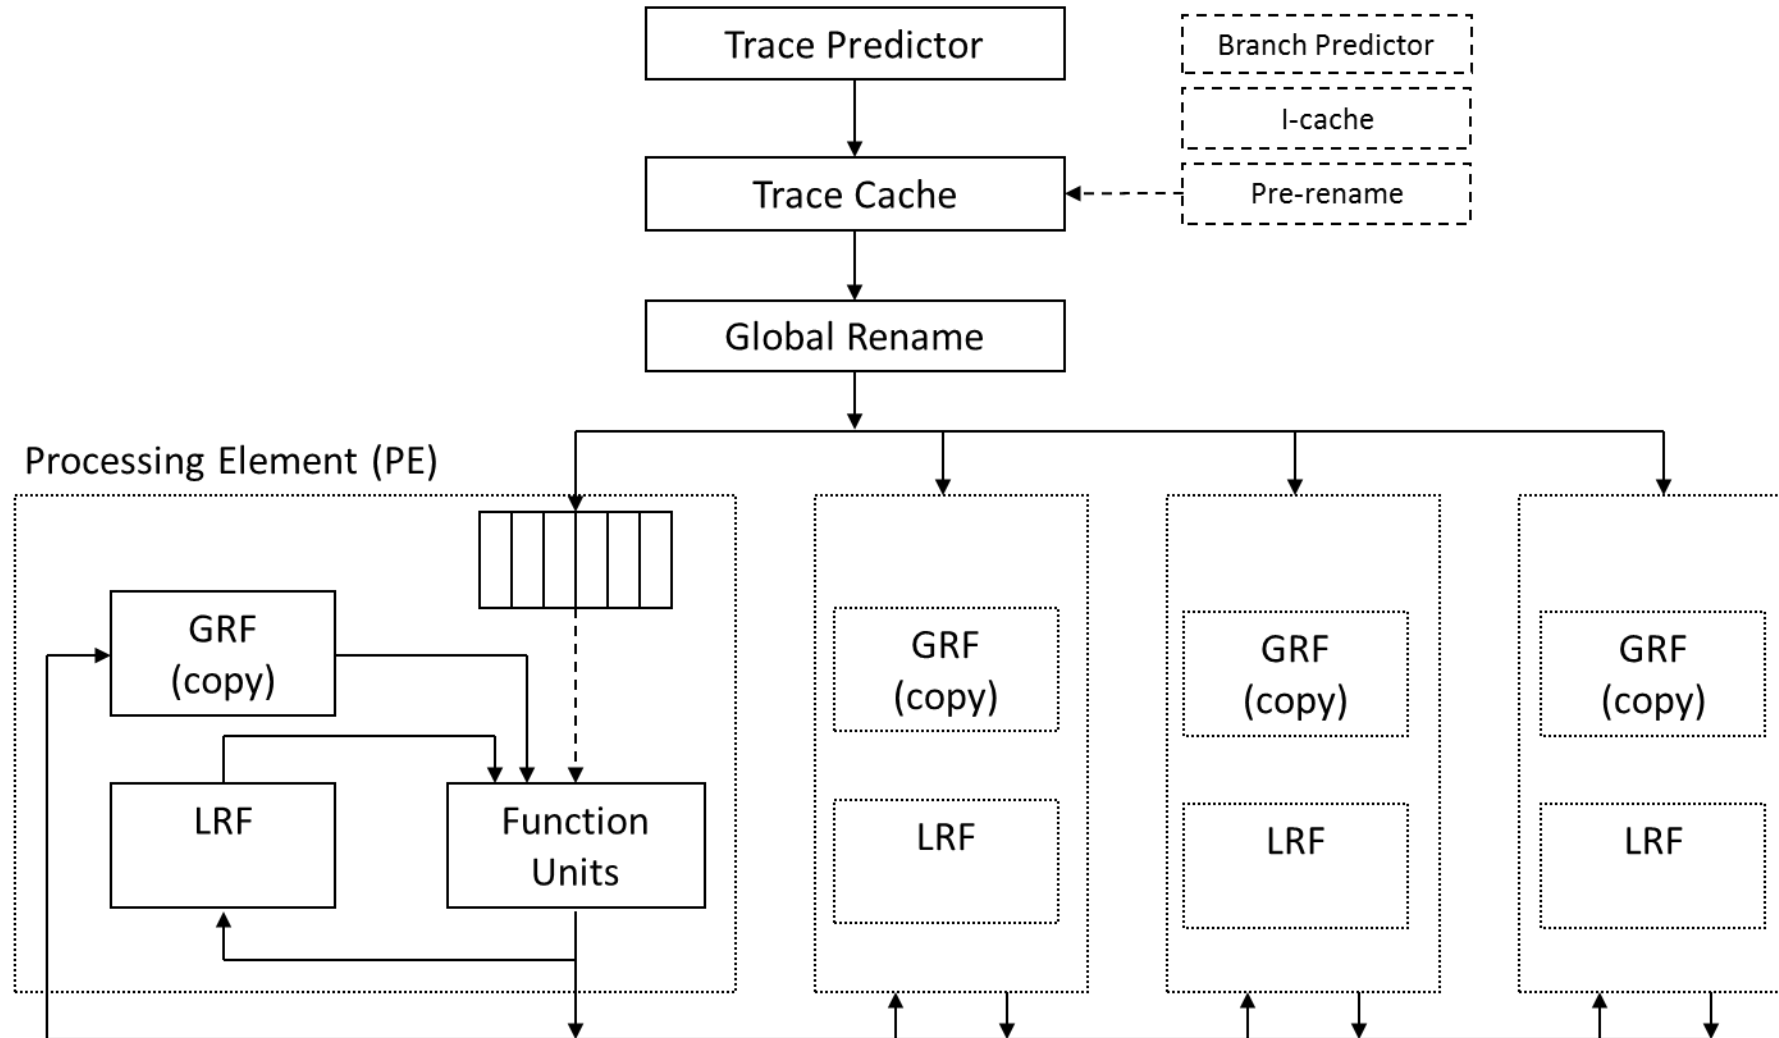 Trace Predictor
Branch Predictor
I-cache
Trace Cache
Pre-rename
Global Rename
Processing Element (PE)
GRF
(copy)
LRF
Function
Units
GRF
(copy)
LRF
GRF
(copy)
LRF
GRF
(copy)
LRF